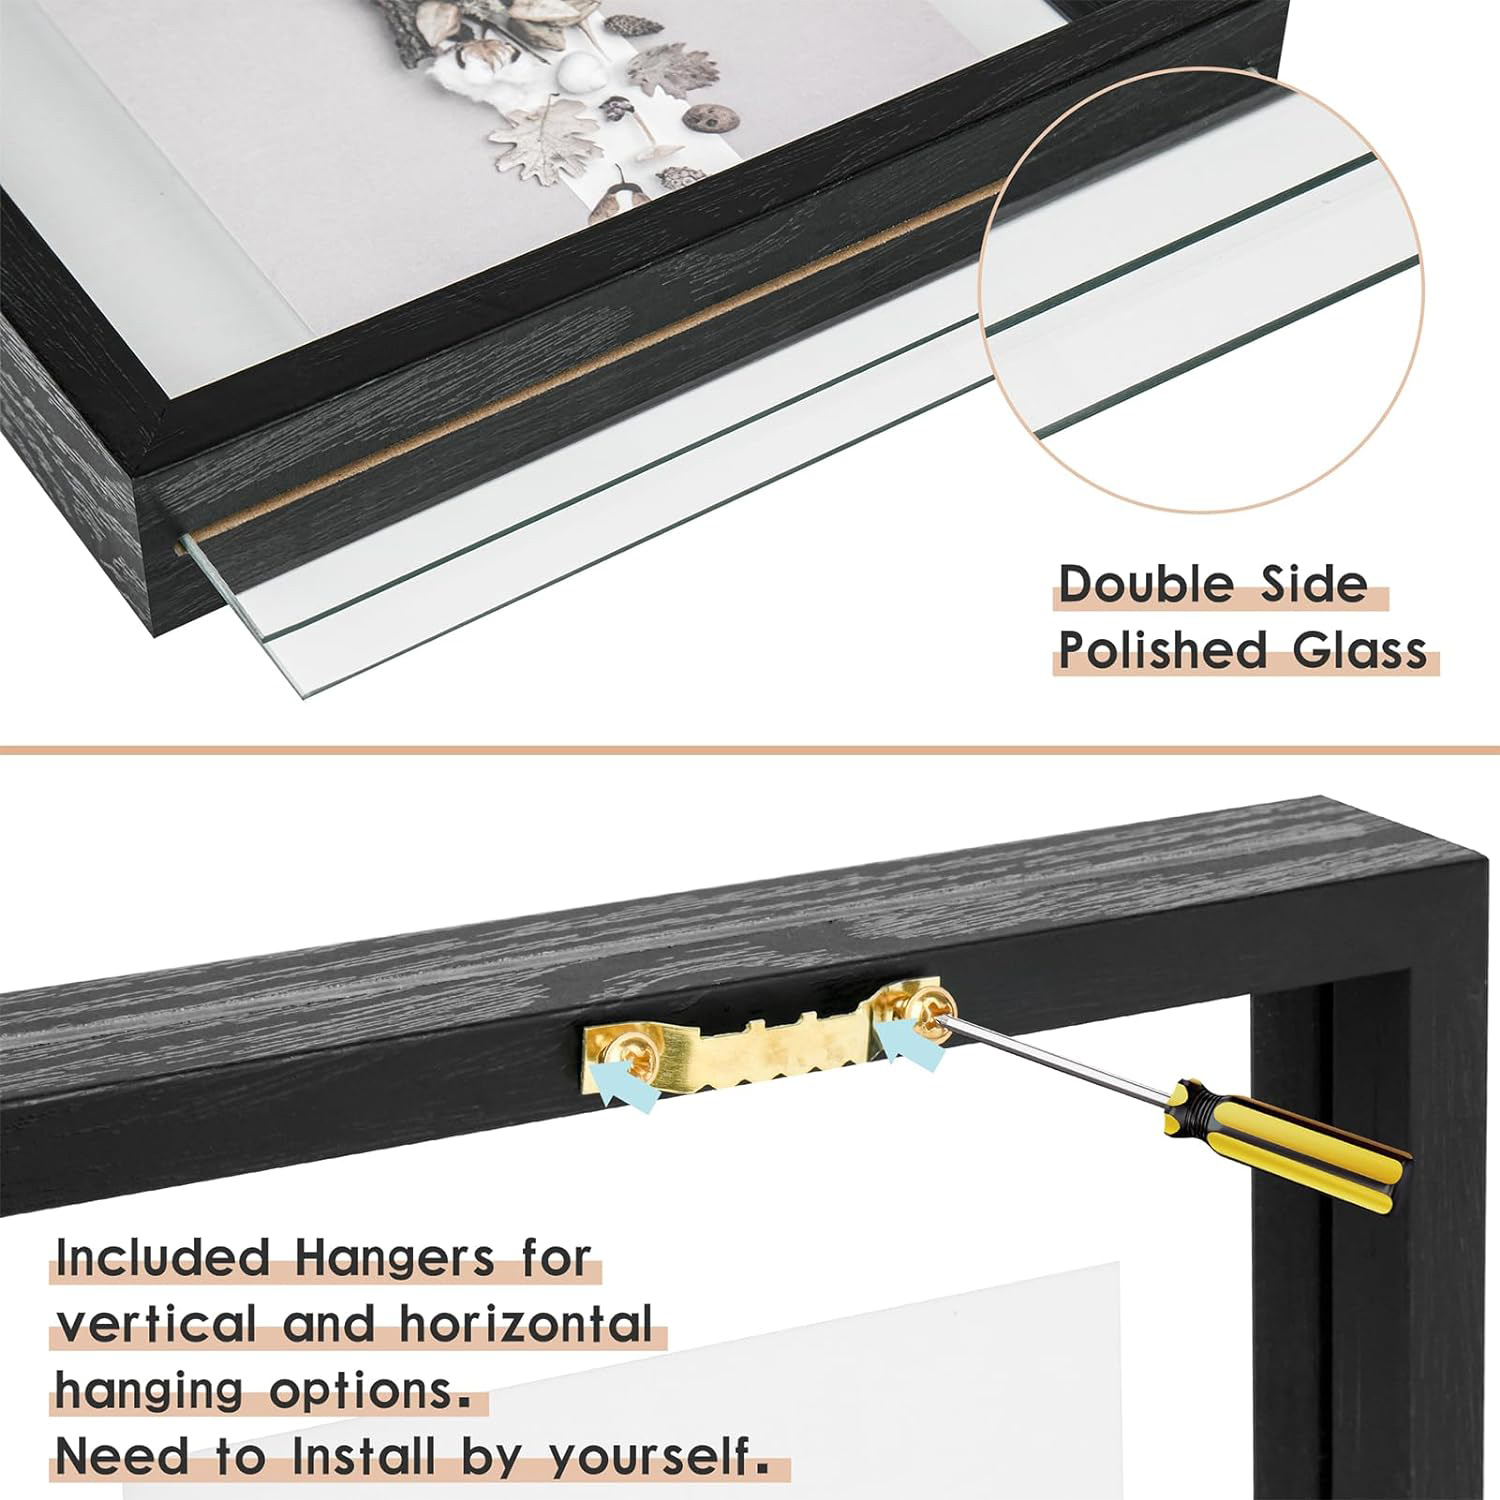 Double Side
Polished Glass
Included Hangers for
vertical and horizontal
hanging options.
Need to Install by yourself.